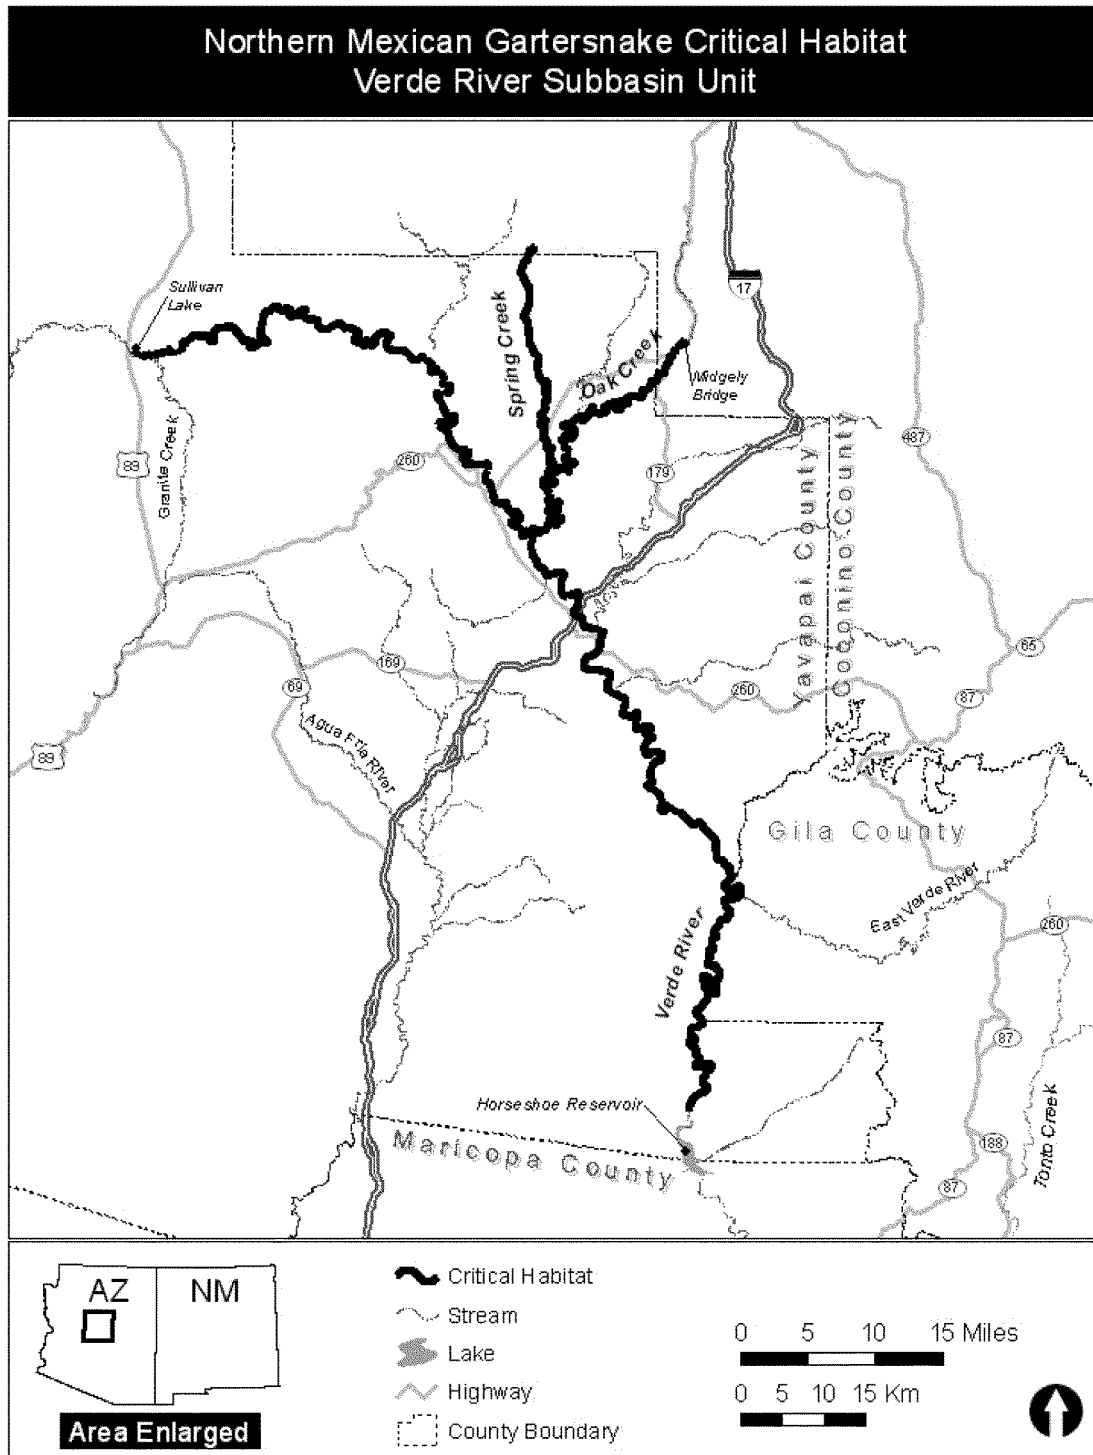 Northern Mexican Gartersnake Critical Habitat
Verde River Subbasin Unit
Sullivan
Lake
17
Spring Creek
Oak Creek
Midgely
Bridge
Granite Creek
89
260
179
487
Yavapai County
Coconino County
65
169
69
260
87
Agua Fria River
89
Gila County
East Verde River
260
Verde River
87
Horseshoe Reservoir
Maricopa County
188
Tonto Creek
87
AZ
NM
Area Enlarged
Critical Habitat
Stream
Lake
Highway
County Boundary
0 5 10 15 Miles
0 5 10 15 Km